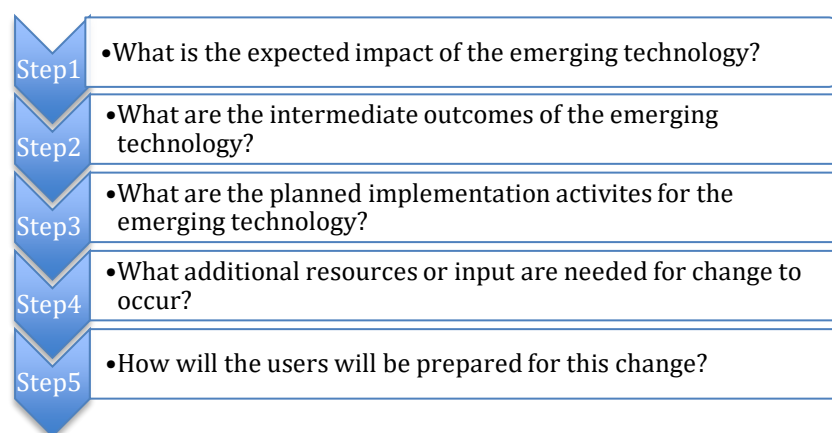 Step1
•What is the expected impact of the emerging technology?
Step2
•What are the intermediate outcomes of the emerging
technology?
Step3
•What are the planned implementation activites for the
emerging technology?
Step4
•What additional resources or input are needed for change to
occur?
Step5
•How will the users will be prepared for this change?